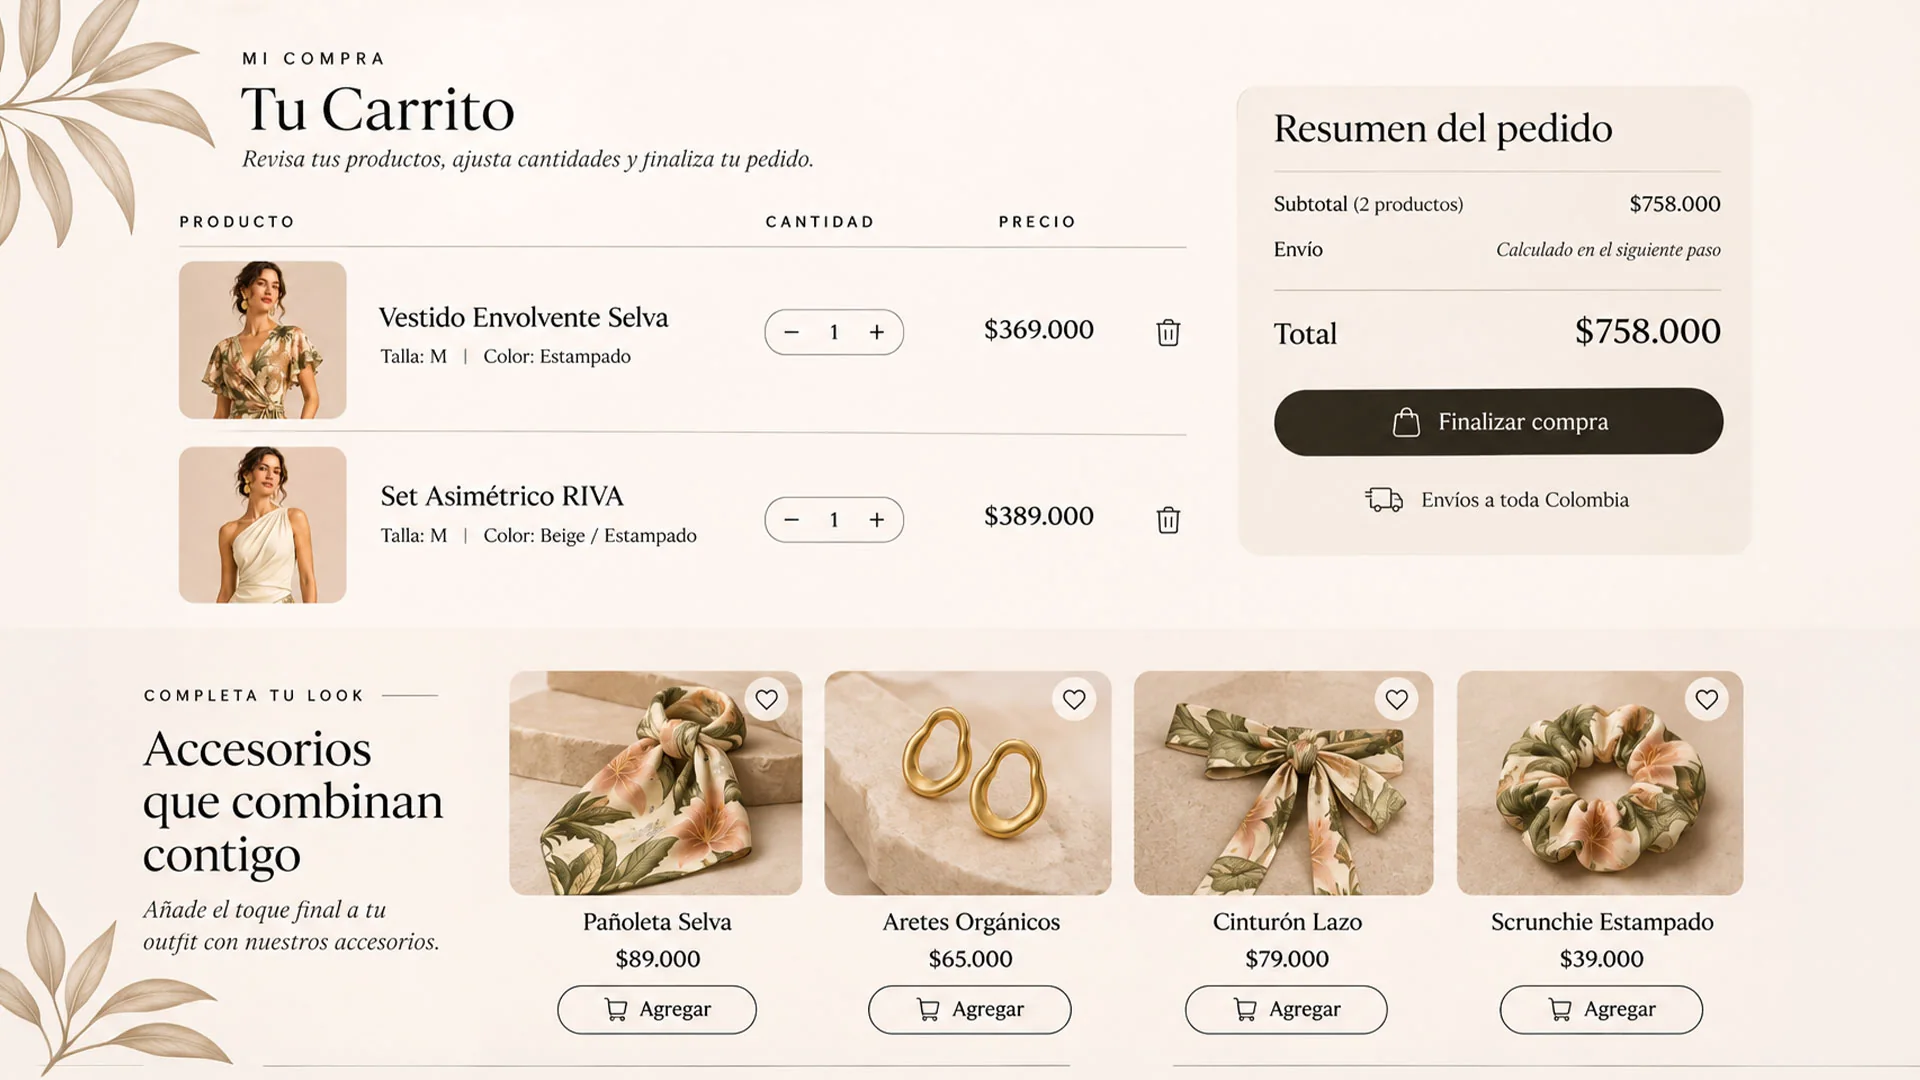 MI COMPRA
Tu Carrito
Revisa tus productos, ajusta cantidades y finaliza tu pedido.
PRODUCTO CANTIDAD PRECIO
Vestido Envolvente Selva
Talla: M | Color: Estampado
− 1 +
$369.000
Set Asimétrico RIVA
Talla: M | Color: Beige / Estampado
− 1 +
$389.000
Resumen del pedido
Subtotal (2 productos) $758.000
Envío Calculado en el siguiente paso
Total $758.000
Finalizar compra
Envíos a toda Colombia
COMPLETA TU LOOK
Accesorios
que combinan
contigo
Añade el toque final a tu
outfit con nuestros accesorios.
Pañoleta Selva
$89.000
Agregar
Aretes Orgánicos
$65.000
Agregar
Cinturón Lazo
$79.000
Agregar
Scrunchie Estampado
$39.000
Agregar